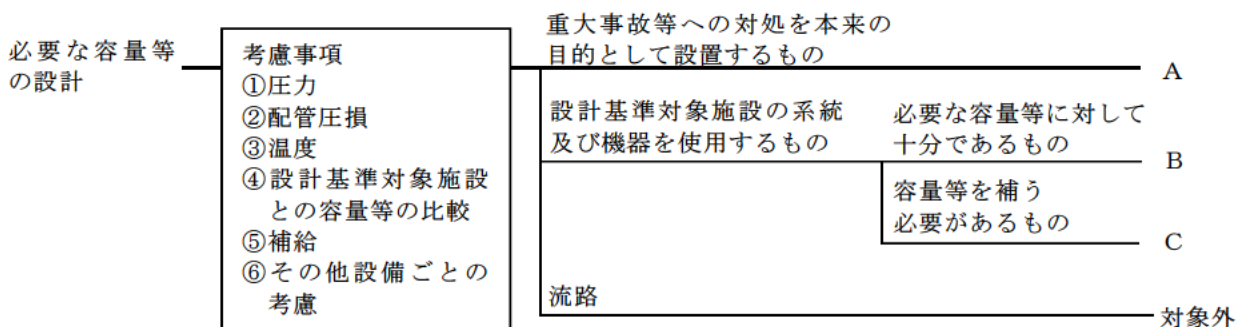 必要な容量等
の設計
考慮事項
①圧力
②配管圧損
③温度
④設計基準対象施設
との容量等の比較
⑤補給
⑥その他設備ごとの
考慮
重大事故等への対処を本来の
目的として設置するもの
A
設計基準対象施設の系統
及び機器を使用するもの
必要な容量等に対して
十分であるもの
B
容量等を補う
必要があるもの
C
流路
対象外